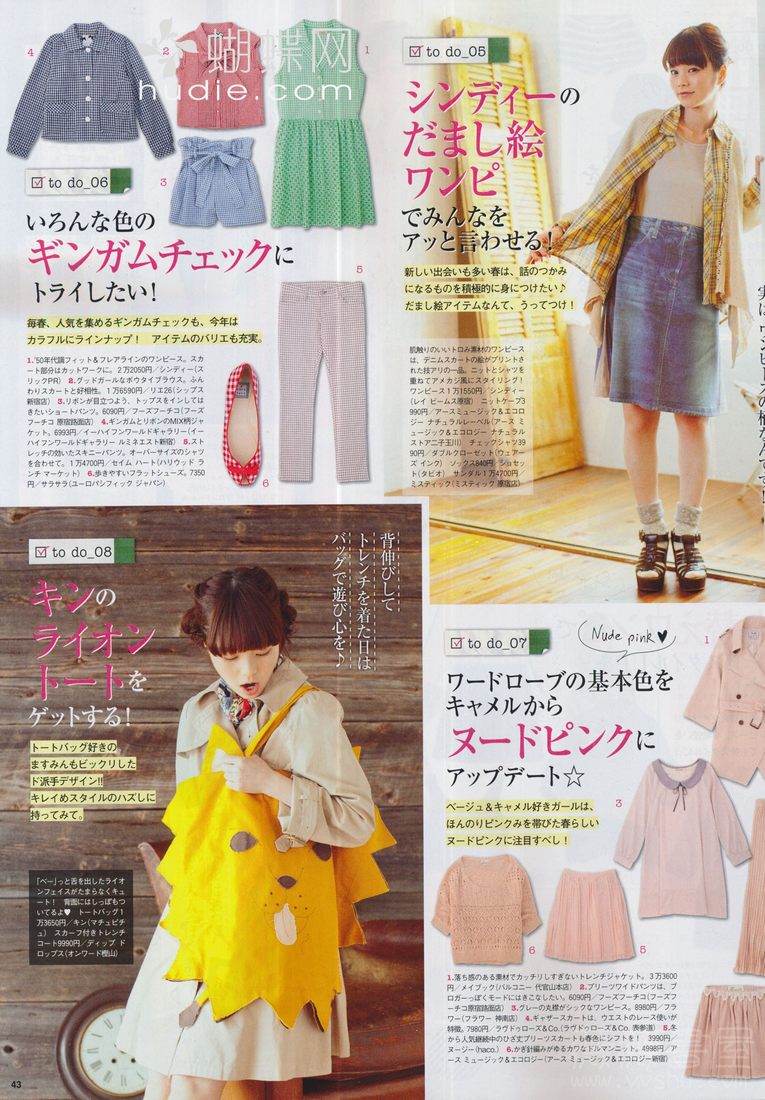 蝴蝶网
hudie.com
4
2
1
3
to do_06
いろんな色の
ギンガムチェックに
トライしたい!
毎春、人気を集めるギンガムチェックも、今年は
カラフルにラインナップ! アイテムのバリエも充実。
1.'50年代調フィット&フレアラインのワンピース。スカ
ート部分はカットワークに。2万2050円/シンディー(ス
リックPR) 2.グッドガールなボウタイブラウス。ふん
わりスカートと好相性。1万6590円/リエ26(シップス
新宿店) 3.リボンが目立つよう、トップスをインしては
きたいショートパンツ。6090円/フーズフーチコ(フーズ
フーチコ 原宿路面店) 4.ギンガムとリボンのMIX柄ジャ
ケット。6993円/イーハイフンワールドギャラリー(イー
ハイフンワールドギャラリー ルミネエスト新宿) 5.スト
レッチの効いたスキニーパンツ。オーバーサイズのシャツ
を合わせて。1万4700円/セイム ハート(ハリウッド ラ
ンチ マーケット) 6.歩きやすいフラットシューズ。7350
円/サラサラ(ユーロパシフィック ジャパン)
5
6
to do_05
シンディーの
だまし絵
ワンピ
でみんなを
アッと言わせる!
新しい出会いも多い春は、話のつかみ
になるものを積極的に身につけたい♪
だまし絵アイテムなんて、うってつけ!
肌触りのいいトロみ素材のワンピース
は、デニムスカートの絵がプリントされ
た技アリの一品。ニットとシャツを
重ねてアメカジ風にスタイリング!
ワンピース1万1550円/シンディー
(レイ ビームス原宿) ニットケープ3
990円/アースミュージック&エコロ
ジー ナチュラルレーベル(アース ミ
ュージック&エコロジー ナチュラル
ストア二子玉川) チェックシャツ39
90円/ダブルクローゼット(ウェアー
ズ インク) ソックス840円/ショセッ
ト(タビオ) サンダル1万4700円/
ミスティック(ミスティック 原宿店)
to do_08
キンの
ライオン
トートを
ゲットする!
トートバッグ好きの
ますみんもビックリした
ド派手デザイン!!
キレイめスタイルのハズしに
持ってみて。
「べー」っと舌を出したライオ
ンフェイスがたまらなくキュ
ート! 背面にはしっぽもつ
いてるよ♥ トートバッグ1
万3650円/キン(マチュピチ
ュ) スカーフ付きトレンチ
コート9990円/ディップ ド
ロップス(オンワード樫山)
背伸びして
トレンチを着た日は
バッグで遊び心を♪
43
to do_07
Nude pink♥
ワードローブの基本色を
キャメルから
ヌードピンクに
アップデート☆
ベージュ&キャメル好きガールは、
ほんのりピンクみを帯びた春らしい
ヌードピンクに注目すべし!
1
3
6
5
1.落ち感のある素材でカッチリしすぎないトレンチジャケット。3万3600
円/メイブック(バルコニー 代官山本店) 2.プリーツワイドパンツは、ブ
ロガーっぽくモードにはきこなしたい。6090円/フーズフーチコ(フーズフ
ーチコ原宿路面店) 3.グレーの丸襟がシックなワンピース。8980円/フラ
ワー(フラワー 神南店) 4.ギャザースカートは、ウエストのレース使いが
特徴。7980円/ラヴドゥローズ&Co.(ラヴドゥローズ&Co. 表参道) 5.冬
から人気継続中のひざ丈プリーツスカートも春色にシフトを! 3990円/
ヌージー(haco.) 6.かぎ針編みがゆるカワなドルマンニット。4998円/ア
ース ミュージック&エコロジー(アース ミュージック&エコロジー新宿)